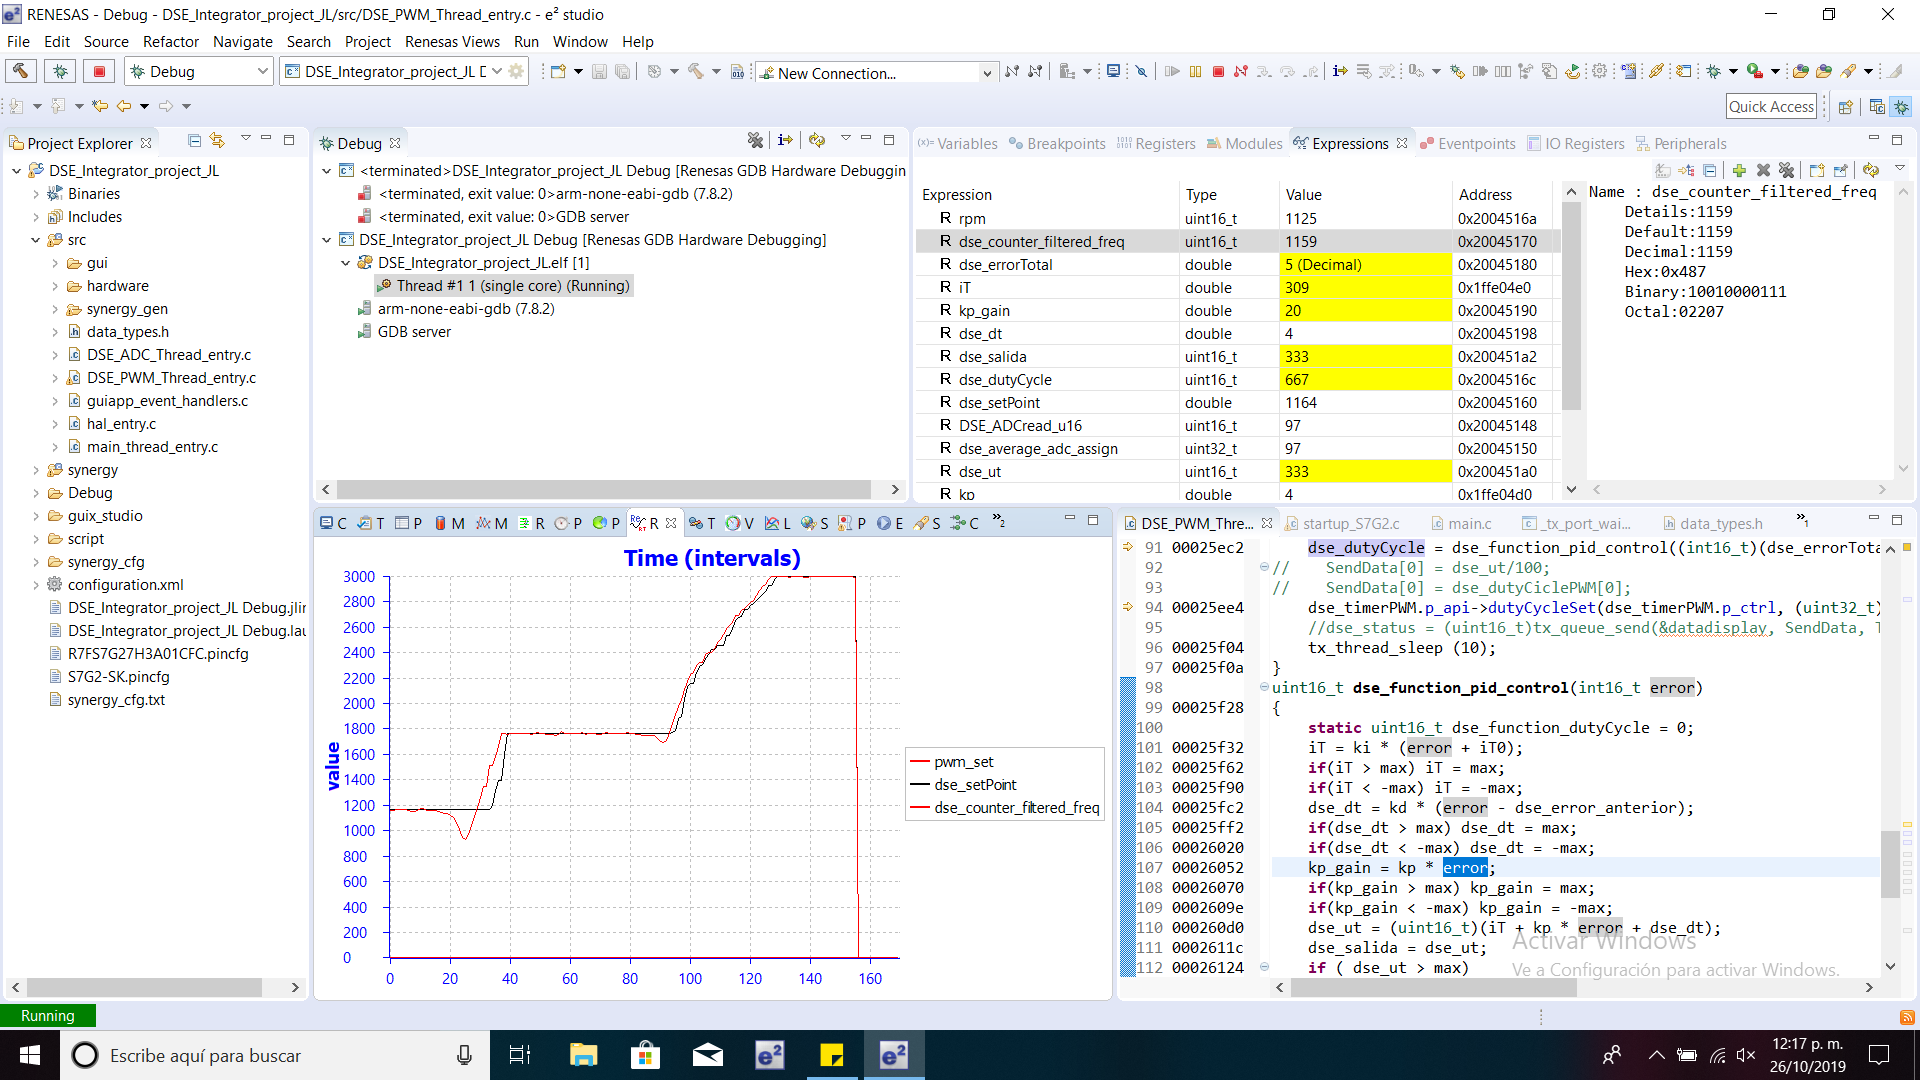 RENESAS - Debug - DSE_Integrator_project_JL/src/DSE_PWM_Thread_entry.c - e² studio
File Edit Source Refactor Navigate Search Project Renesas Views Run Window Help
Debug
DSE_Integrator_project_JL D
New Connection...
Quick Access
Project Explorer
DSE_Integrator_project_JL
Binaries
Includes
src
gui
hardware
synergy_gen
data_types.h
DSE_ADC_Thread_entry.c
DSE_PWM_Thread_entry.c
guiapp_event_handlers.c
hal_entry.c
main_thread_entry.c
synergy
Debug
guix_studio
script
synergy_cfg
configuration.xml
DSE_Integrator_project_JL Debug.jlin
DSE_Integrator_project_JL Debug.lau
R7FS7G27H3A01CFC.pincfg
S7G2-SK.pincfg
synergy_cfg.txt
Debug
<terminated>DSE_Integrator_project_JL Debug [Renesas GDB Hardware Debuggin
<terminated, exit value: 0>arm-none-eabi-gdb (7.8.2)
<terminated, exit value: 0>GDB server
DSE_Integrator_project_JL Debug [Renesas GDB Hardware Debugging]
DSE_Integrator_project_JL.elf [1]
Thread #1 1 (single core) (Running)
arm-none-eabi-gdb (7.8.2)
GDB server
(x)= Variables Breakpoints Registers Modules Expressions Eventpoints IO Registers Peripherals
Expression Type Value Address
rpm uint16_t 1125 0x2004516a
dse_counter_filtered_freq uint16_t 1159 0x20045170
dse_errorTotal double 5 (Decimal) 0x20045180
iT double 309 0x1ffe04e0
kp_gain double 20 0x20045190
dse_dt double 4 0x20045198
dse_salida uint16_t 333 0x200451a2
dse_dutyCycle uint16_t 667 0x2004516c
dse_setPoint double 1164 0x20045160
DSE_ADCread_u16 uint16_t 97 0x20045148
dse_average_adc_assign uint32_t 97 0x20045150
dse_ut uint16_t 333 0x200451a0
kp double 4 0x1ffe04d0
Name : dse_counter_filtered_freq
Details:1159
Default:1159
Decimal:1159
Hex:0x487
Binary:10010000111
Octal:02207
C T P M M R P P R T V L S P E S C »2
Time (intervals)
value
3000
2800
2600
2400
2200
2000
1800
1600
1400
1200
1000
800
600
400
200
0
0 20 40 60 80 100 120 140 160
pwm_set
dse_setPoint
dse_counter_filtered_freq
DSE_PWM_Thre... startup_S7G2.c main.c _tx_port_wai... data_types.h »1
91 00025ec2 dse_dutyCycle = dse_function_pid_control((int16_t)(dse_errorTota
92 // SendData[0] = dse_ut/100;
93 // SendData[0] = dse_dutyCiclePWM[0];
94 00025ee4 dse_timerPWM.p_api->dutyCycleSet(dse_timerPWM.p_ctrl, (uint32_t)
95 //dse_status = (uint16_t)tx_queue_send(&datadisplay, SendData, T
96 00025f04 tx_thread_sleep (10);
97 00025f0a }
98 uint16_t dse_function_pid_control(int16_t error)
99 00025f28 {
100 static uint16_t dse_function_dutyCycle = 0;
101 00025f32 iT = ki * (error + iT0);
102 00025f62 if(iT > max) iT = max;
103 00025f90 if(iT < -max) iT = -max;
104 00025fc2 dse_dt = kd * (error - dse_error_anterior);
105 00025ff2 if(dse_dt > max) dse_dt = max;
106 00026020 if(dse_dt < -max) dse_dt = -max;
107 00026052 kp_gain = kp * error;
108 00026070 if(kp_gain > max) kp_gain = max;
109 0002609e if(kp_gain < -max) kp_gain = -max;
110 000260d0 dse_ut = (uint16_t)(iT + kp * error + dse_dt);
111 0002611c dse_salida = dse_ut;
112 00026124 if ( dse_ut > max)
Activar Windows
Ve a Configuración para activar Windows.
Running
Escribe aquí para buscar
12:17 p. m.
26/10/2019